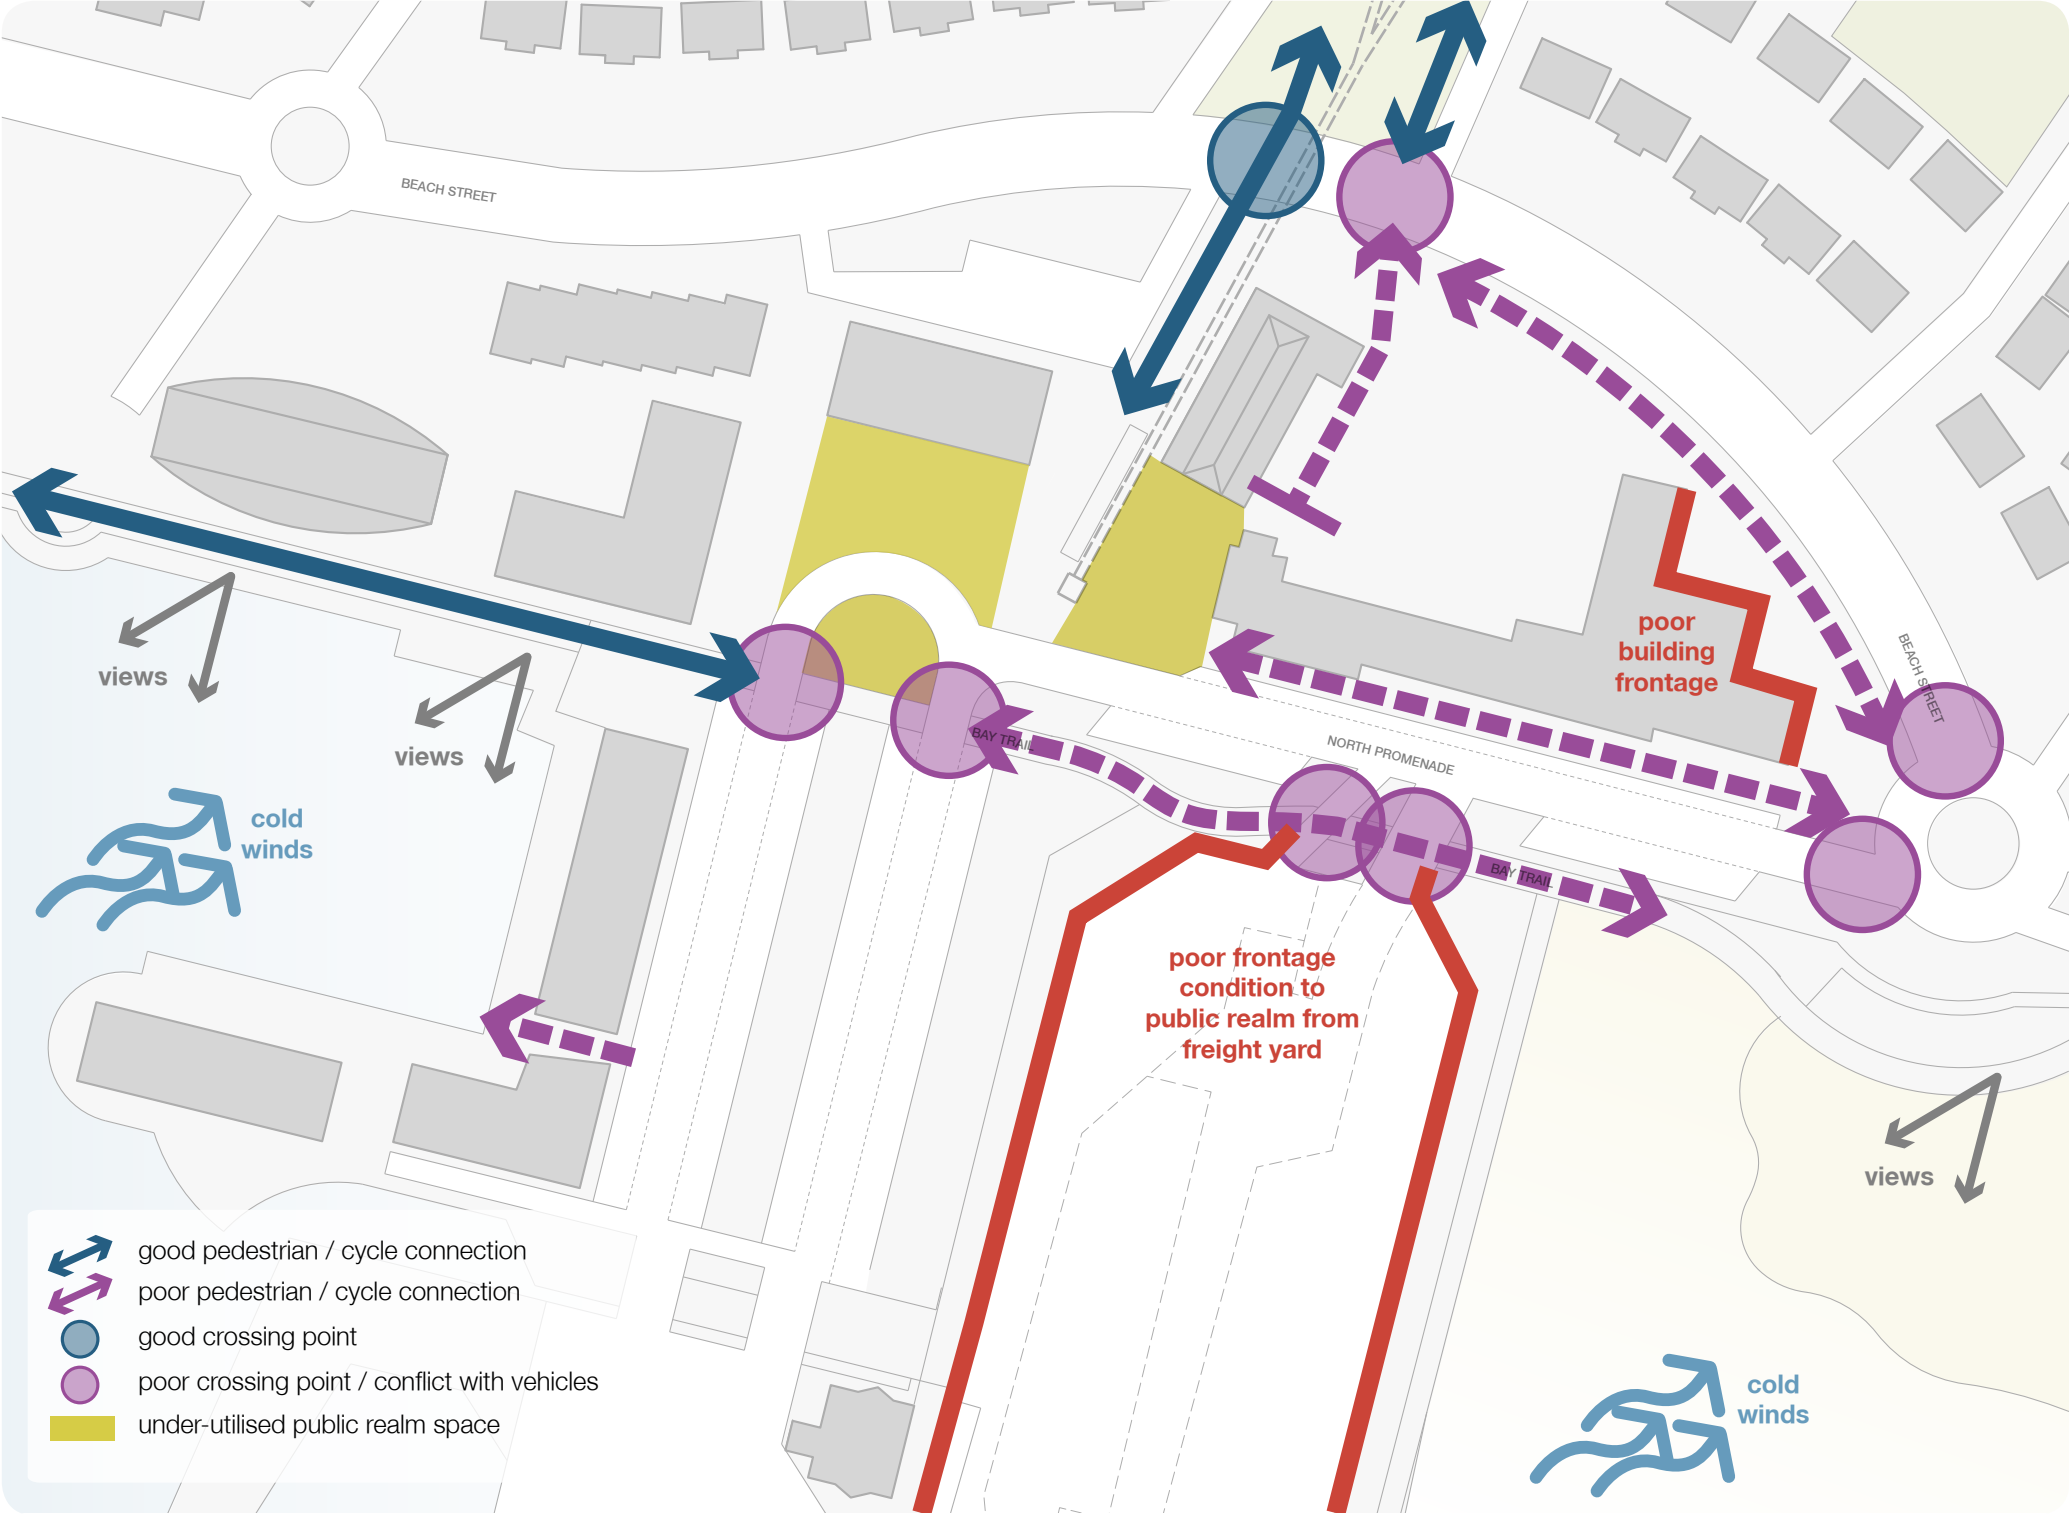 BEACH STREET
poor
building
frontage
BEACH STREET
views
views
BAY TRAIL
NORTH PROMENADE
cold
winds
BAY TRAIL
poor frontage
condition to
public realm from
freight yard
views
good pedestrian / cycle connection
poor pedestrian / cycle connection
good crossing point
poor crossing point / conflict with vehicles
under-utilised public realm space
cold
winds